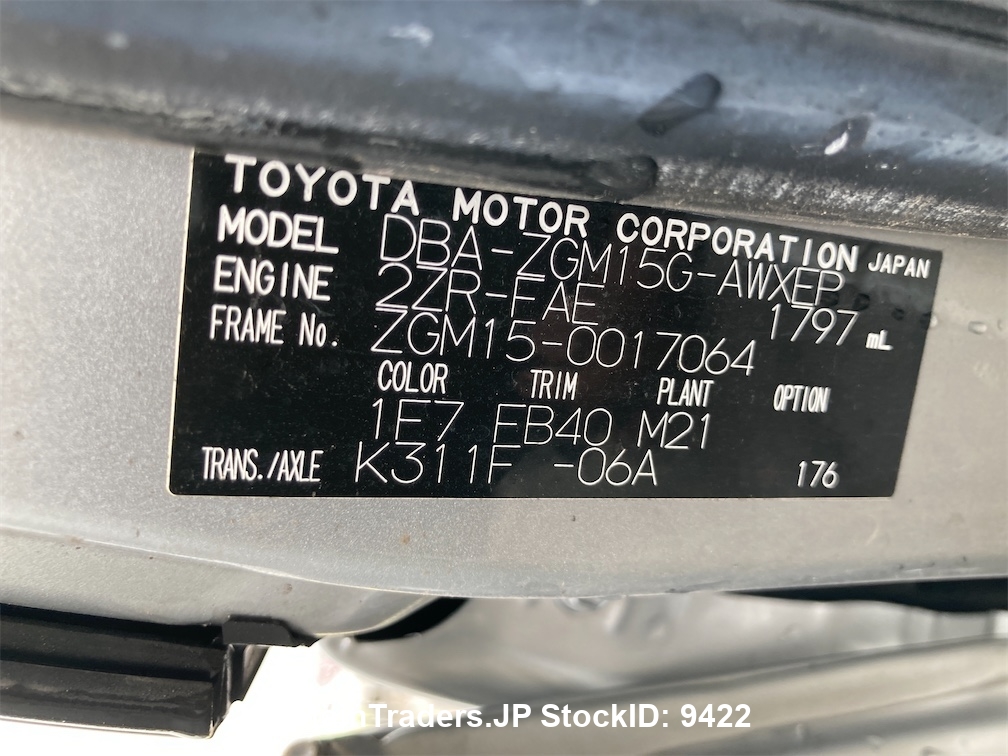 TOYOTA MOTOR CORPORATION JAPAN
MODEL DBA-ZGM15G-AWXEP
ENGINE 2ZR-FAE 1797 mL
FRAME No. ZGM15-0017064
COLOR TRIM PLANT OPTION
1E7 FB40 M21
TRANS./AXLE K311F -06A 176
Traders.JP StockID: 9422